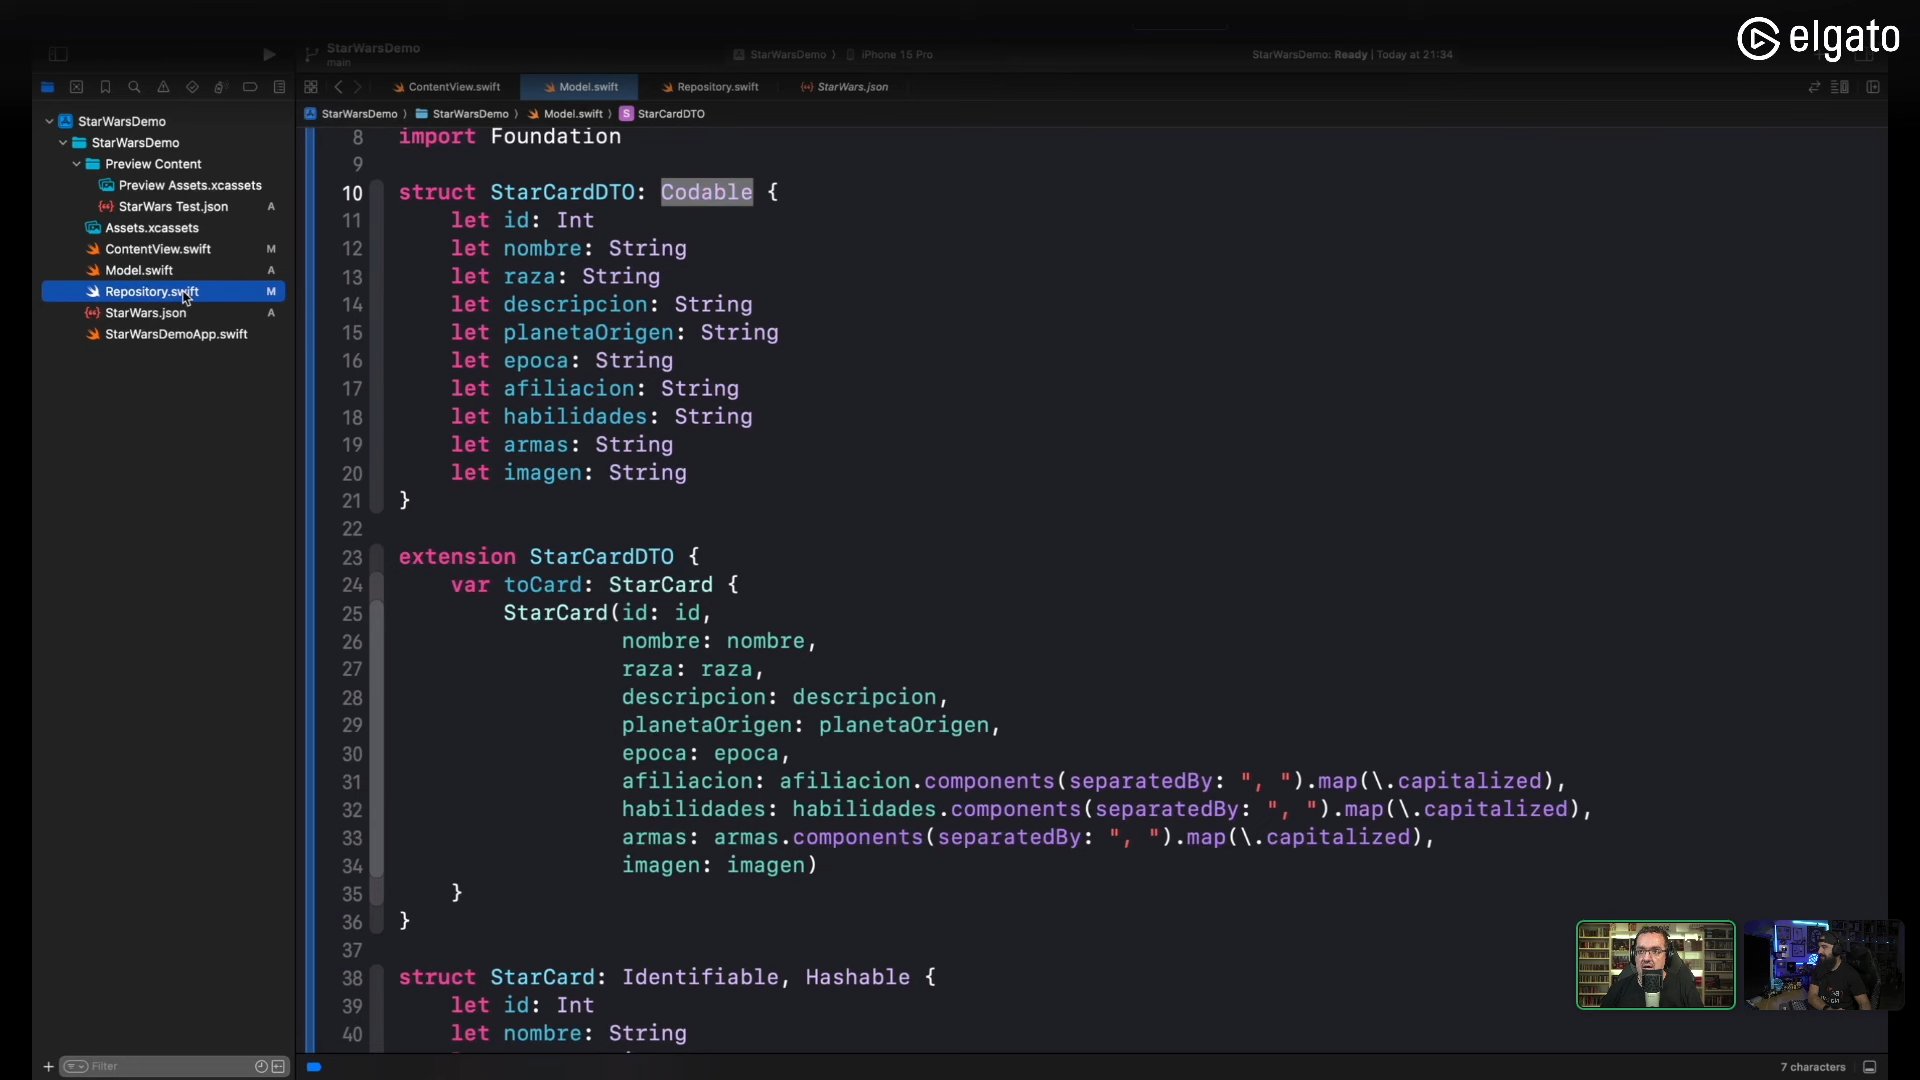 elgato
StarWarsDemo
main
StarWarsDemo
iPhone 15 Pro
StarWarsDemo: Ready | Today at 21:34
ContentView.swift
Model.swift
Repository.swift
StarWars.json
StarWarsDemo
StarWarsDemo
Model.swift
S StarCardDTO
StarWarsDemo
StarWarsDemo
Preview Content
Preview Assets.xcassets
StarWars Test.json A
Assets.xcassets
ContentView.swift M
Model.swift A
Repository.swift M
StarWars.json A
StarWarsDemoApp.swift
8 import Foundation
9
10 struct StarCardDTO: Codable {
11 let id: Int
12 let nombre: String
13 let raza: String
14 let descripcion: String
15 let planetaOrigen: String
16 let epoca: String
17 let afiliacion: String
18 let habilidades: String
19 let armas: String
20 let imagen: String
21 }
22
23 extension StarCardDTO {
24 var toCard: StarCard {
25 StarCard(id: id,
26 nombre: nombre,
27 raza: raza,
28 descripcion: descripcion,
29 planetaOrigen: planetaOrigen,
30 epoca: epoca,
31 afiliacion: afiliacion.components(separatedBy: ", ").map(\.capitalized),
32 habilidades: habilidades.components(separatedBy: ", ").map(\.capitalized),
33 armas: armas.components(separatedBy: ", ").map(\.capitalized),
34 imagen: imagen)
35 }
36 }
37
38 struct StarCard: Identifiable, Hashable {
39 let id: Int
40 let nombre: String
Filter
7 characters